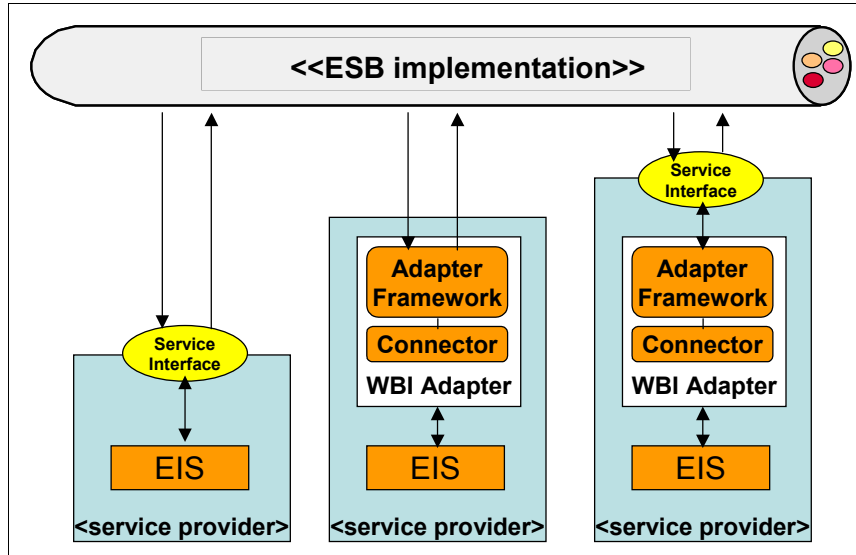 <<ESB implementation>>
Service
Interface
EIS
<service provider>
Adapter
Framework
Connector
WBI Adapter
EIS
<service provider>
Service
Interface
Adapter
Framework
Connector
WBI Adapter
EIS
<service provider>